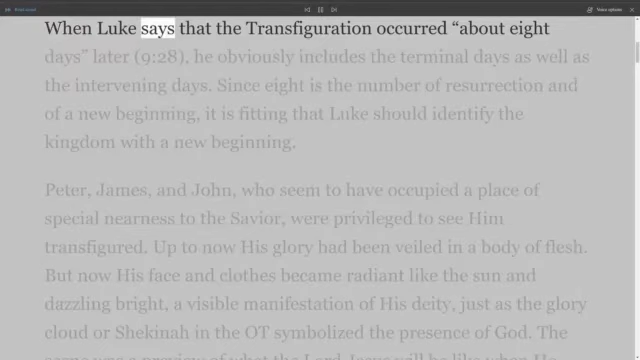 Voice options
When Luke says that the Transfiguration occurred “about eight
days” later (9:28), he obviously includes the terminal days as well as
the intervening days. Since eight is the number of resurrection and
of a new beginning, it is fitting that Luke should identify the
kingdom with a new beginning.
Peter, James, and John, who seem to have occupied a place of
special nearness to the Savior, were privileged to see Him
transfigured. Up to now His glory had been veiled in a body of flesh.
But now His face and clothes became radiant like the sun and
dazzling bright, a visible manifestation of His deity, just as the glory
cloud or Shekinah in the OT symbolized the presence of God. The